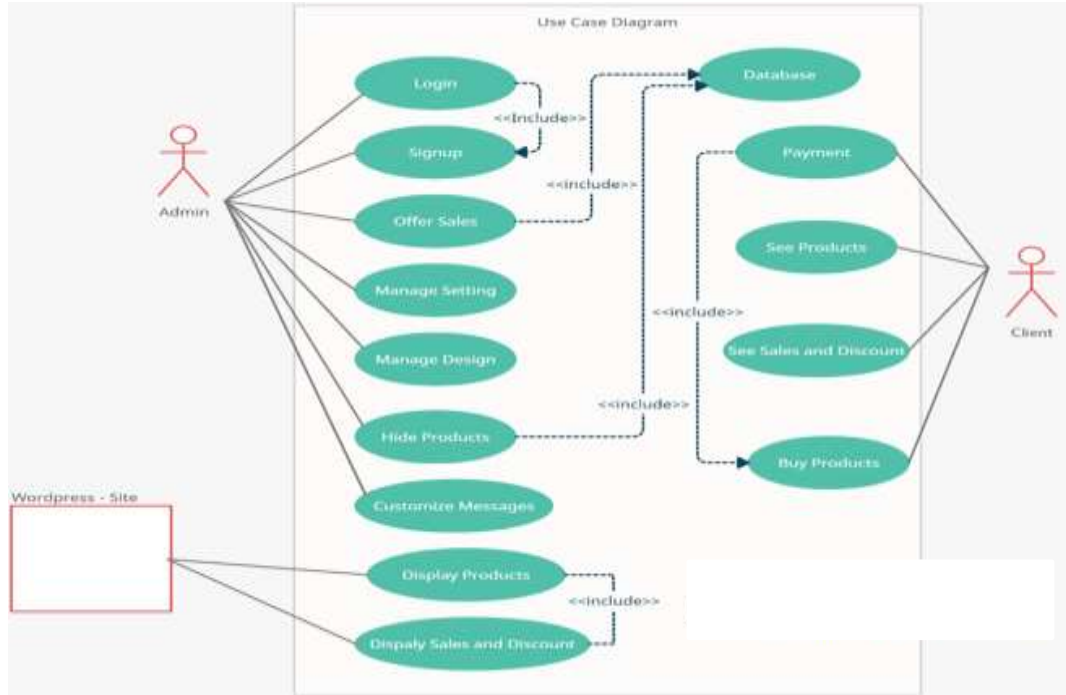 Use Case Diagram
Login
Database
<<Include>>
Signup
Payment
<<include>>
Admin
Offer Sales
See Products
Manage Setting
<<include>>
Client
Manage Design
See Sales and Discount
<<include>>
Hide Products
Buy Products
Wordpress - Site
Customize Messages
Display Products
<<include>>
Dispaly Sales and Discount